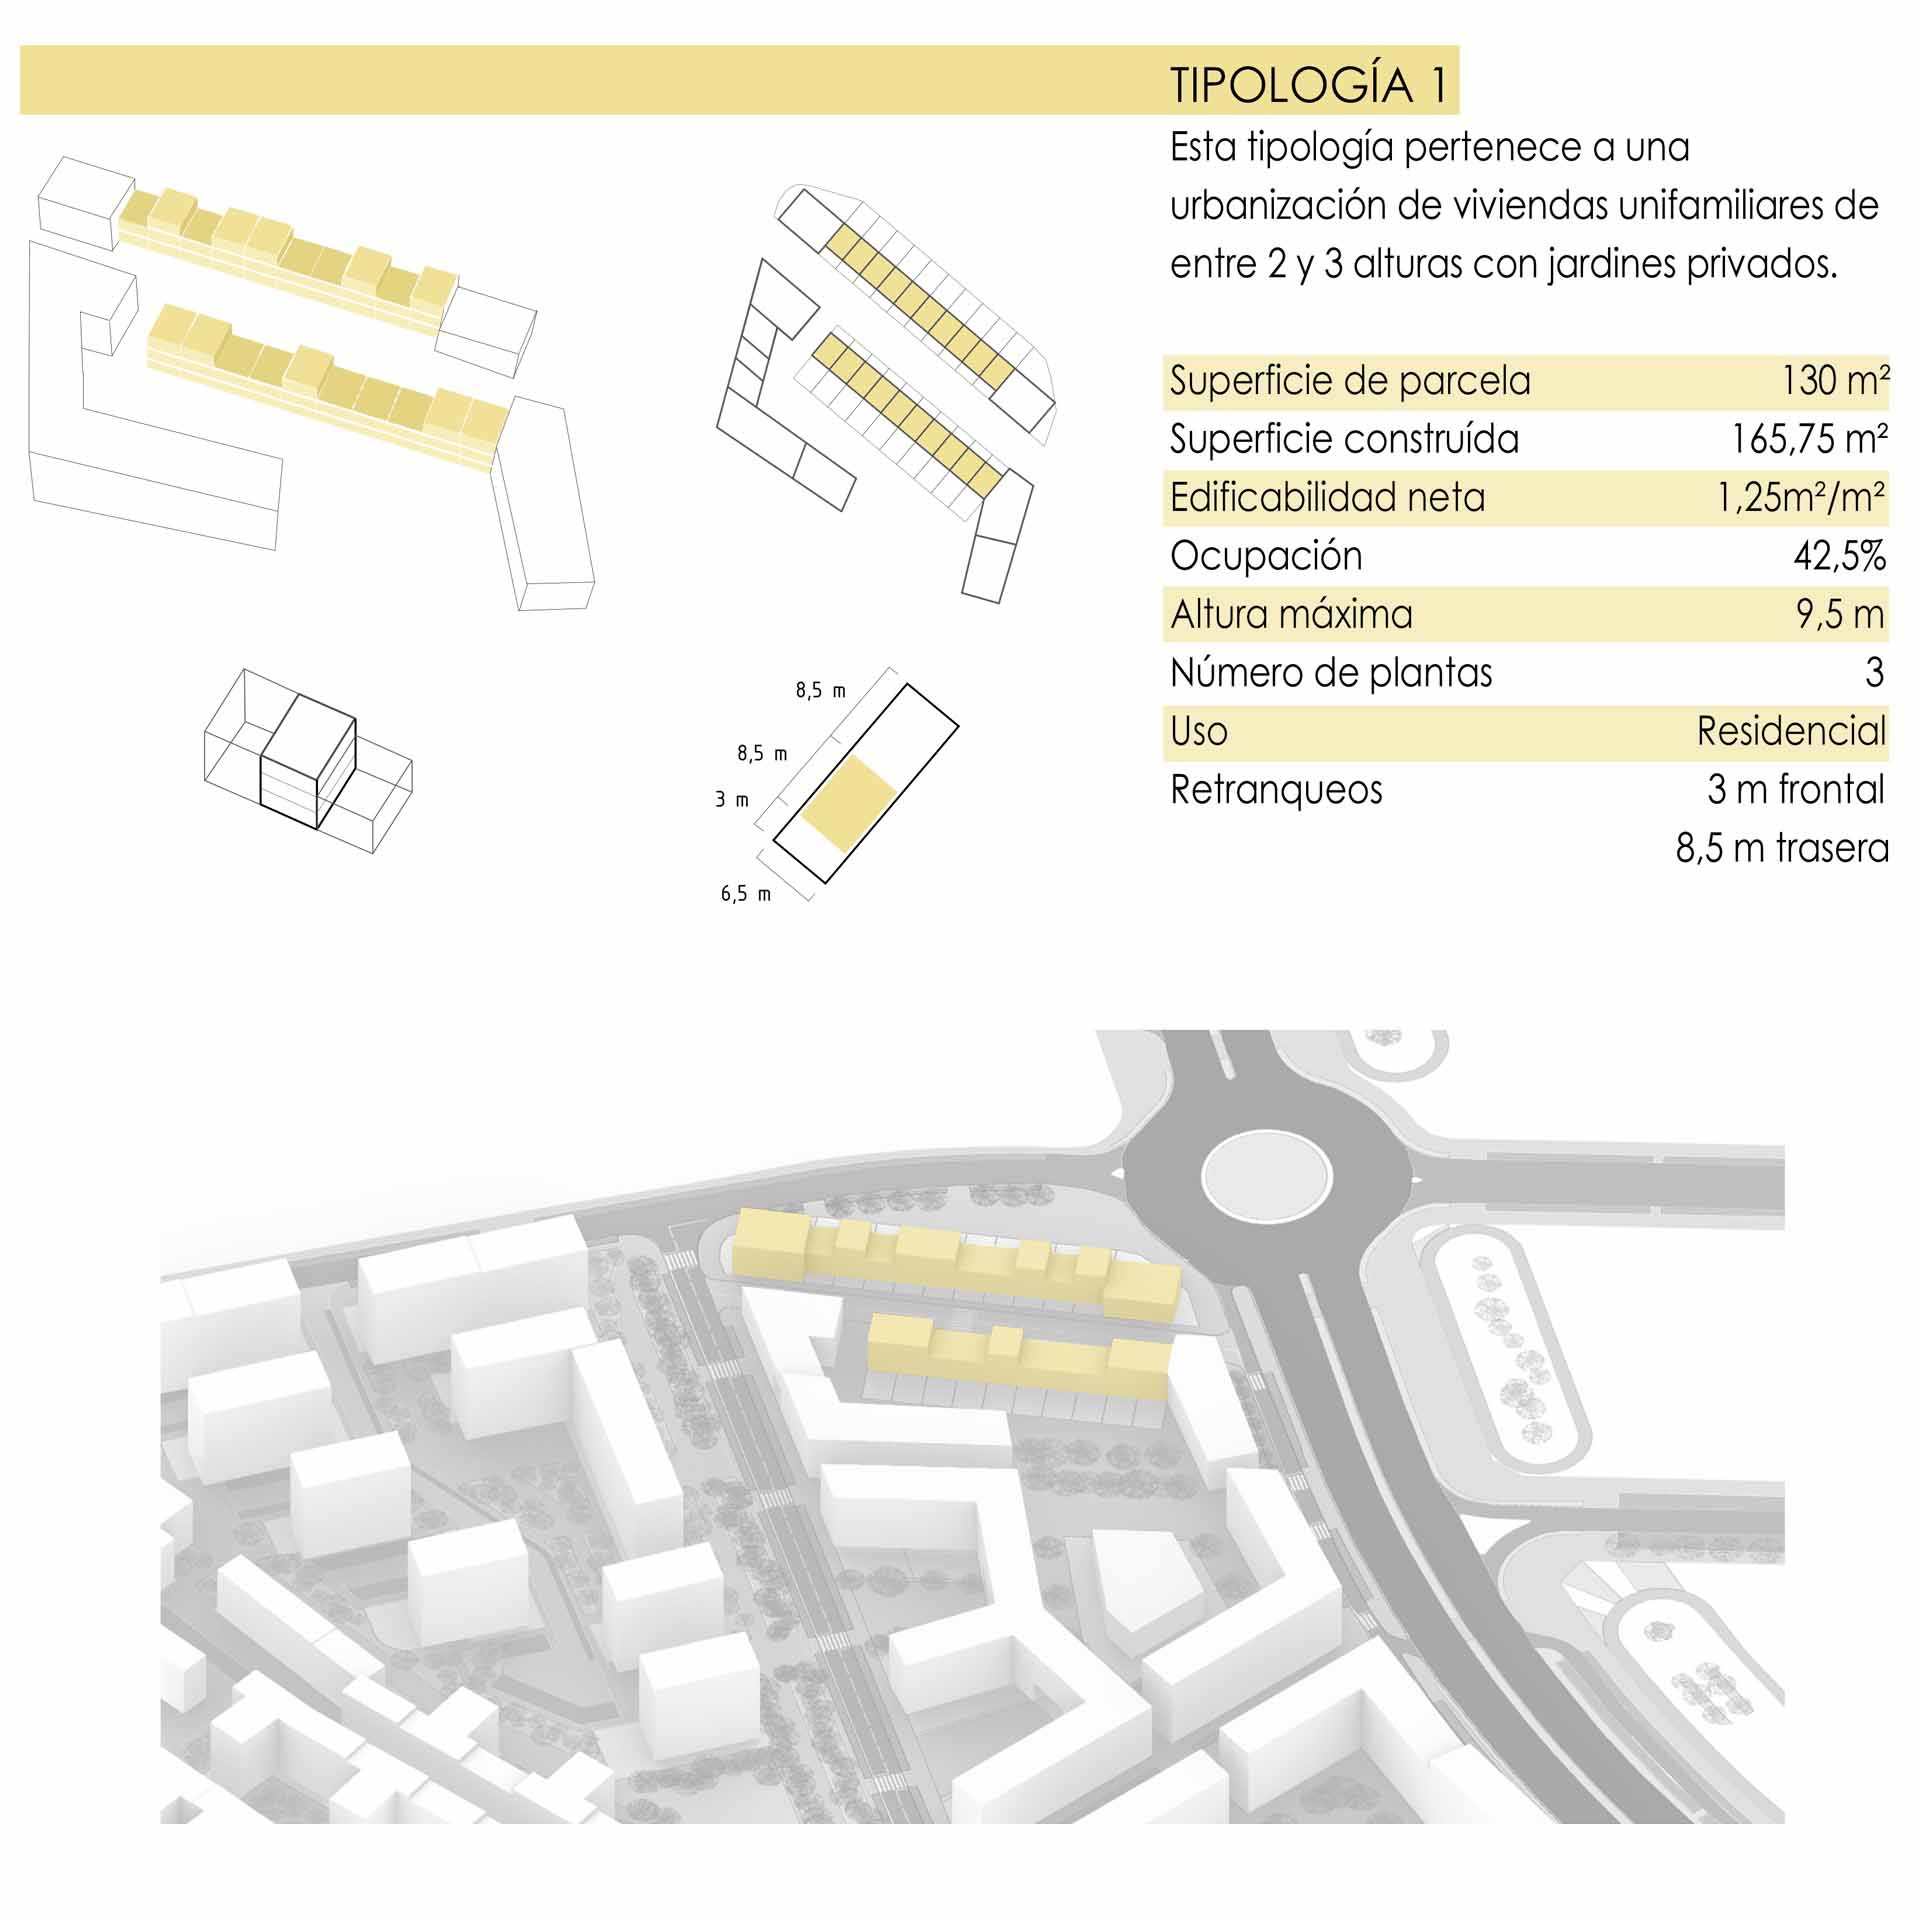 TIPOLOGÍA 1
Esta tipología pertenece a una
urbanización de viviendas unifamiliares de
entre 2 y 3 alturas con jardines privados.
Superficie de parcela 130 m²
Superficie construída 165,75 m²
Edificabilidad neta 1,25m²/m²
Ocupación 42,5%
Altura máxima 9,5 m
Número de plantas 3
Uso Residencial
Retranqueos 3 m frontal
8,5 m trasera
8,5 m
8,5 m
3 m
6,5 m